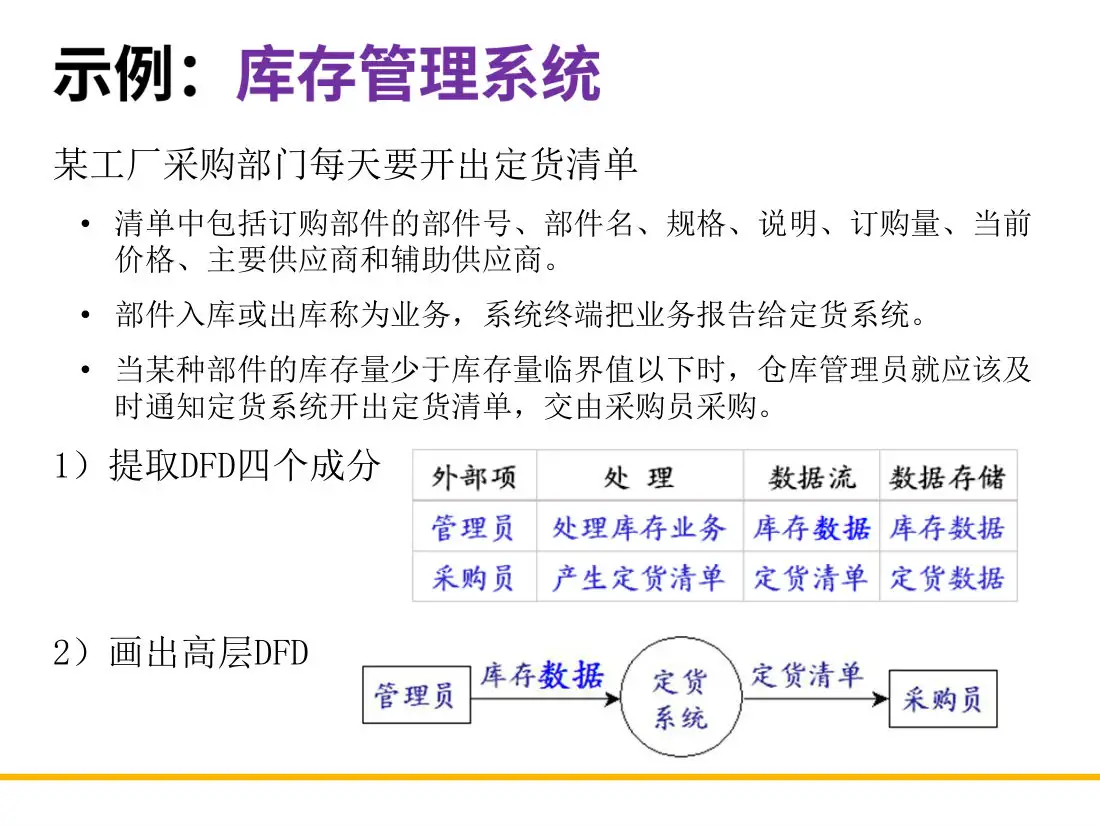 示例：库存管理系统
某工厂采购部门每天要开出定货清单
• 清单中包括订购部件的部件号、部件名、规格、说明、订购量、当前
价格、主要供应商和辅助供应商。
• 部件入库或出库称为业务，系统终端把业务报告给定货系统。
• 当某种部件的库存量少于库存量临界值以下时，仓库管理员就应该及
时通知定货系统开出定货清单，交由采购员采购。
1）提取DFD四个成分
外部项 处 理 数据流 数据存储
管理员 处理库存业务 库存数据 库存数据
采购员 产生定货清单 定货清单 定货数据
2）画出高层DFD
管理员 库存数据 定货 定货清单 采购员
系统